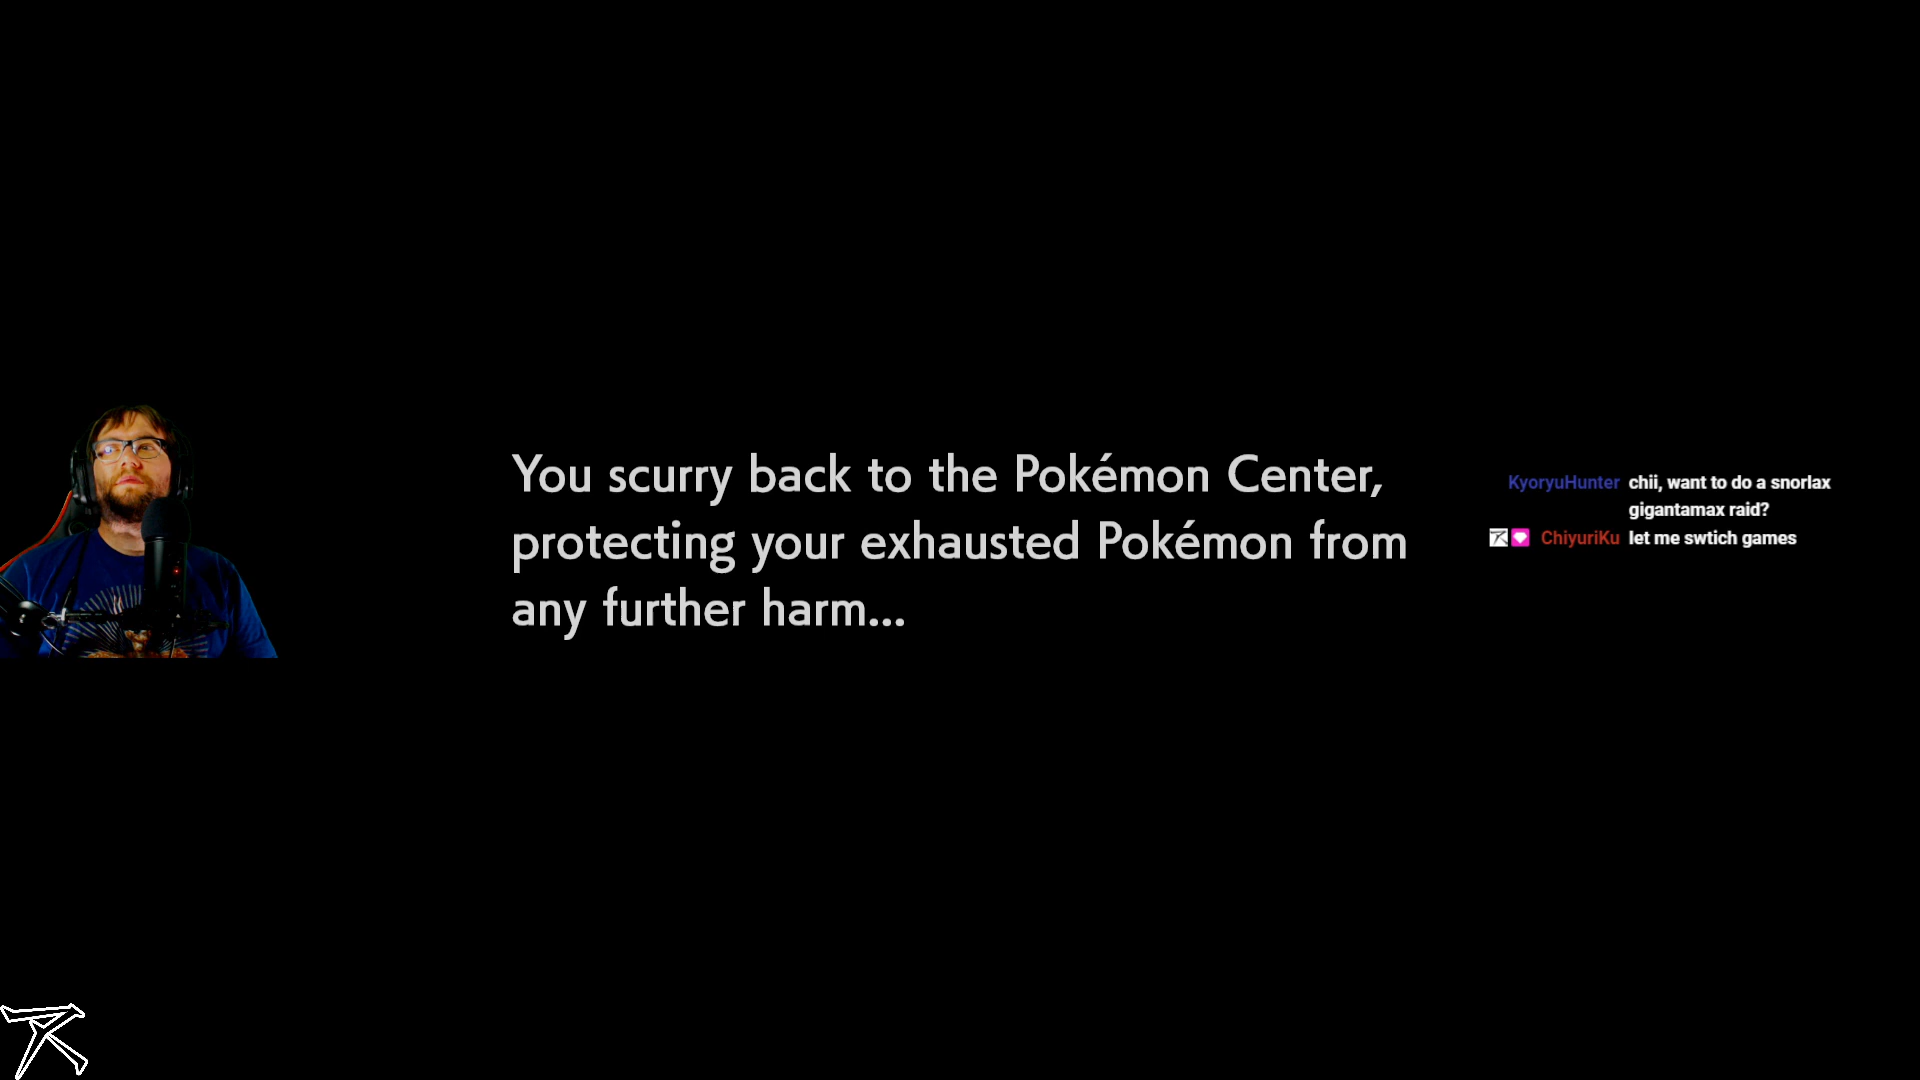 You scurry back to the Pokémon Center,
protecting your exhausted Pokémon from
any further harm...
KyoryuHunter chii, want to do a snorlax
gigantamax raid?
ChiyuriKu let me swtich games